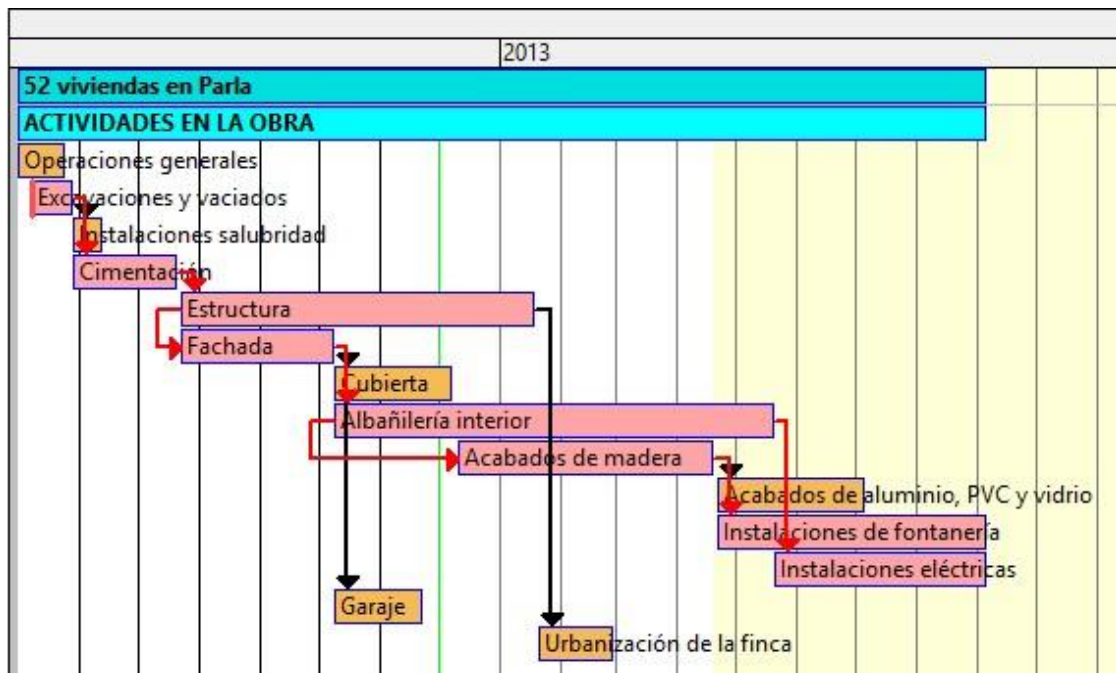 2013
52 viviendas en Parla
ACTIVIDADES EN LA OBRA
Operaciones generales
Excavaciones y vaciados
Instalaciones salubridad
Cimentación
Estructura
Fachada
Cubierta
Albañilería interior
Acabados de madera
Acabados de aluminio, PVC y vidrio
Instalaciones de fontanería
Instalaciones eléctricas
Garaje
Urbanización de la finca